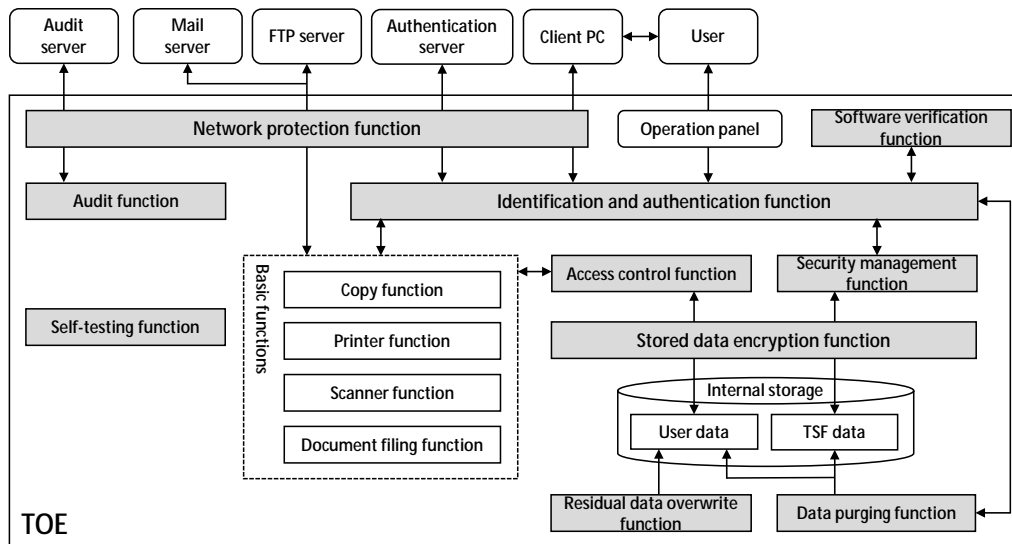 Audit
server
Mail
server
FTP server
Authentication
server
Client PC
User
Network protection function
Operation panel
Software verification
function
Audit function
Identification and authentication function
Basic functions
Copy function
Access control function
Security management
function
Self-testing function
Printer function
Stored data encryption function
Scanner function
Internal storage
Document filing function
User data
TSF data
Residual data overwrite
function
Data purging function
TOE